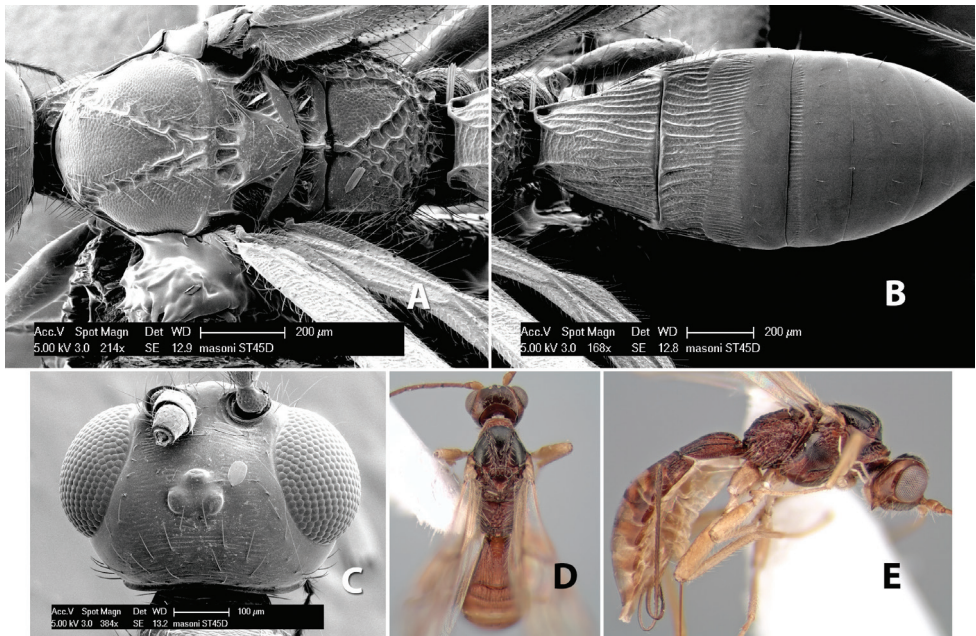 A
Acc.V Spot Magn Det WD 200 µm
5.00 kV 3.0 214x SE 12.9 masoni ST45D
B
Acc.V Spot Magn Det WD 200 µm
5.00 kV 3.0 168x SE 12.8 masoni ST45D
C
Acc.V Spot Magn Det WD 100 µm
5.00 kV 3.0 384x SE 13.2 masoni ST45D
D
E